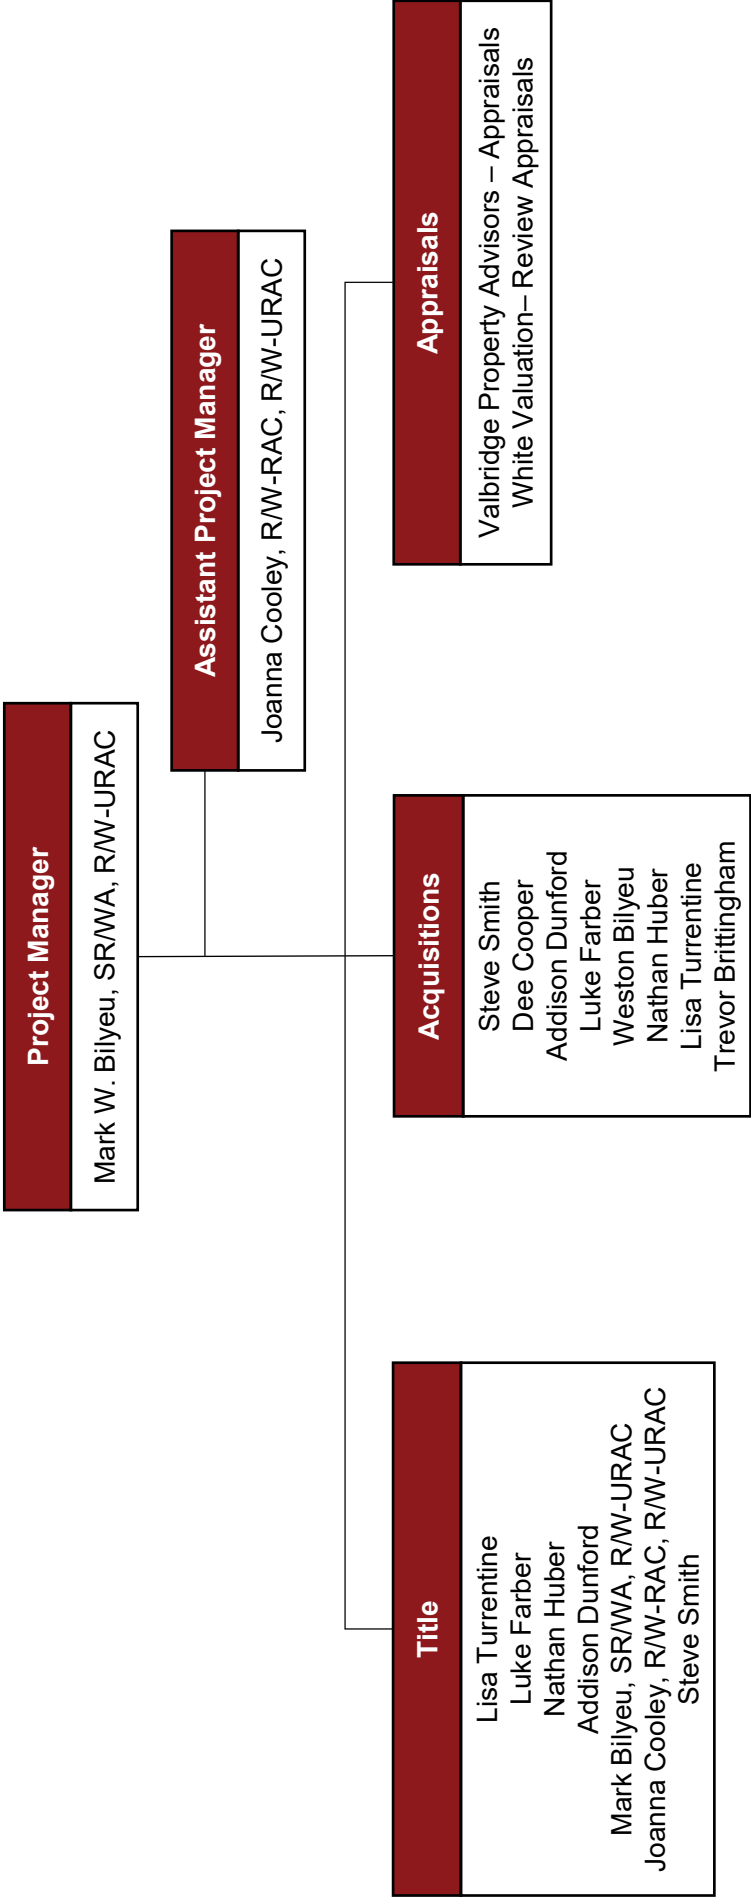 Project Manager
Mark W. Bilyeu, SR/WA, R/W-URAC
Assistant Project Manager
Joanna Cooley, R/W-RAC, R/W-URAC
Title
Lisa Turrentine
Luke Farber
Nathan Huber
Addison Dunford
Mark Bilyeu, SR/WA, R/W-URAC
Joanna Cooley, R/W-RAC, R/W-URAC
Steve Smith
Acquisitions
Steve Smith
Dee Cooper
Addison Dunford
Luke Farber
Weston Bilyeu
Nathan Huber
Lisa Turrentine
Trevor Brittingham
Appraisals
Valbridge Property Advisors – Appraisals
White Valuation– Review Appraisals